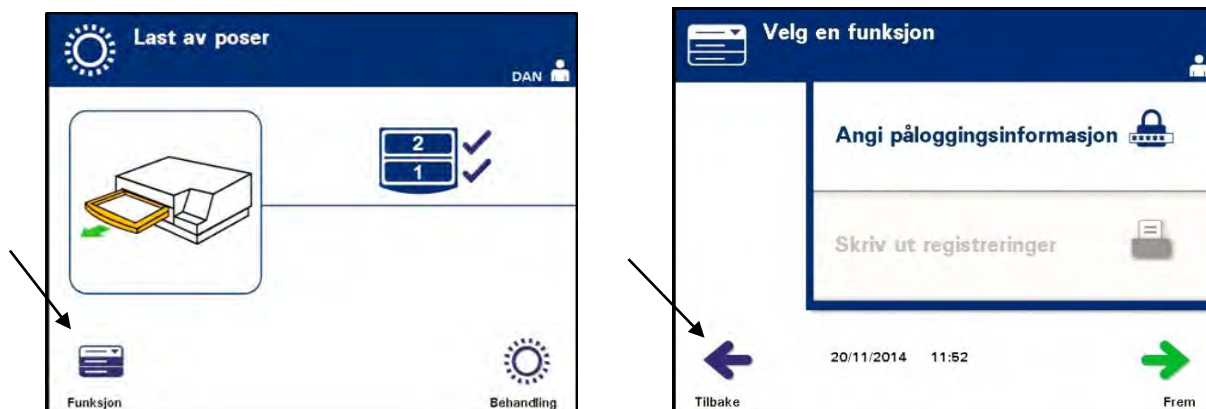 Last av poser
DAN
2
1
Funksjon
Behandling
Velg en funksjon
Angi påloggingsinformasjon
*****
Skriv ut registreringer
20/11/2014 11:52
Tilbake
Frem